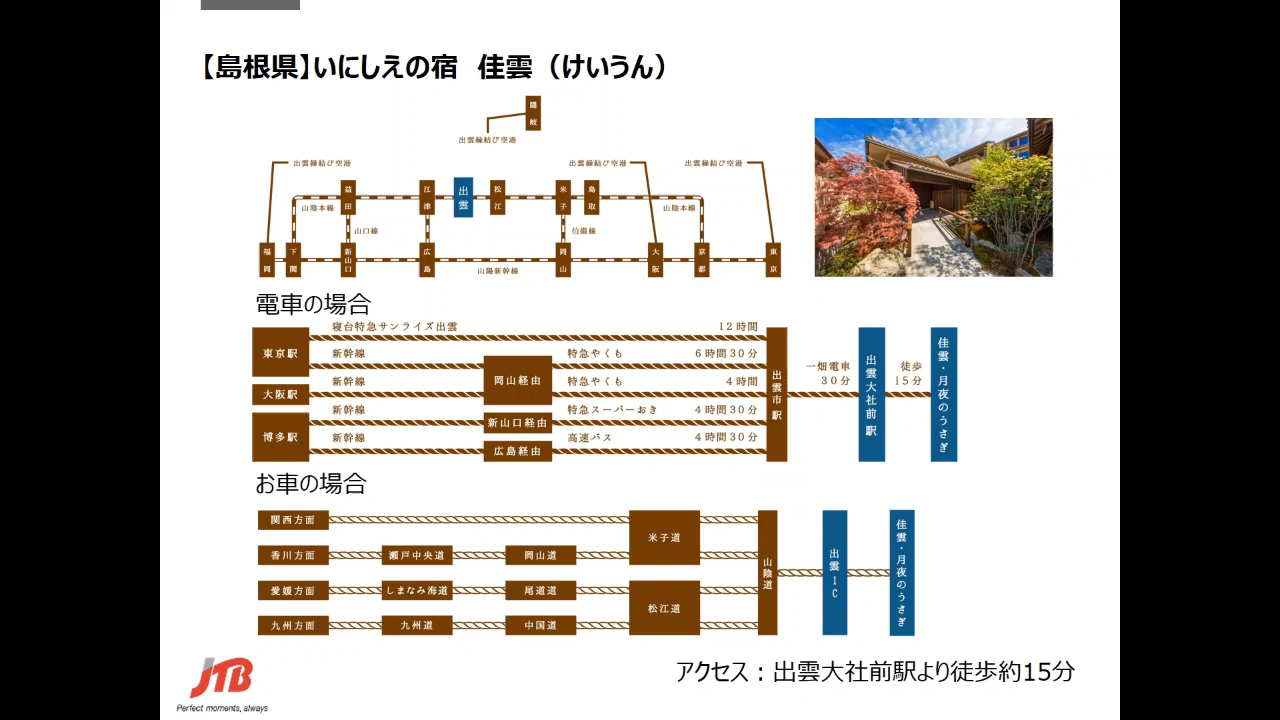 【島根県】いにしえの宿 佳雲（けいうん）
隠岐
出雲縁結び空港
出雲縁結び空港
出雲縁結び空港
出雲縁結び空港
益田
江津
出雲
松江
米子
鳥取
山陰本線
山陰本線
山口線
伯備線
福岡
下関
新山口
広島
岡山
大阪
京都
東京
山陽新幹線
電車の場合
寝台特急サンライズ出雲
12時間
東京駅
新幹線
特急やくも
6時間30分
岡山経由
新幹線
特急やくも
4時間
大阪駅
新幹線
特急スーパーおき
4時間30分
新山口経由
博多駅
新幹線
高速バス
4時間30分
広島経由
出雲市駅
一畑電車
30分
出雲大社前駅
徒歩
15分
佳雲・月夜のうさぎ
お車の場合
関西方面
米子道
香川方面
瀬戸中央道
岡山道
愛媛方面
しまなみ海道
尾道道
松江道
九州方面
九州道
中国道
山陰道
出雲IC
佳雲・月夜のうさぎ
アクセス：出雲大社前駅より徒歩約15分
JTB
Perfect moments, always